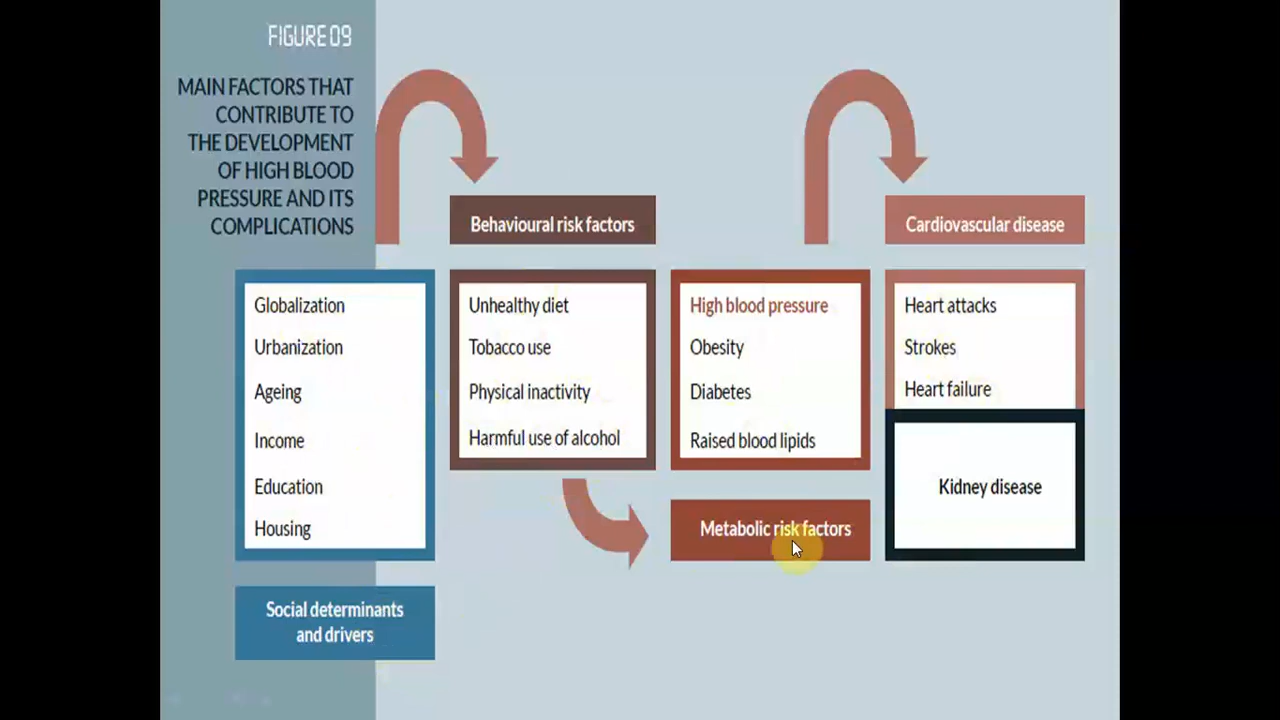 FIGURE 09
MAIN FACTORS THAT
CONTRIBUTE TO
THE DEVELOPMENT
OF HIGH BLOOD
PRESSURE AND ITS
COMPLICATIONS
Globalization
Urbanization
Ageing
Income
Education
Housing
Social determinants
and drivers
Behavioural risk factors
Unhealthy diet
Tobacco use
Physical inactivity
Harmful use of alcohol
High blood pressure
Obesity
Diabetes
Raised blood lipids
Metabolic risk factors
Cardiovascular disease
Heart attacks
Strokes
Heart failure
Kidney disease